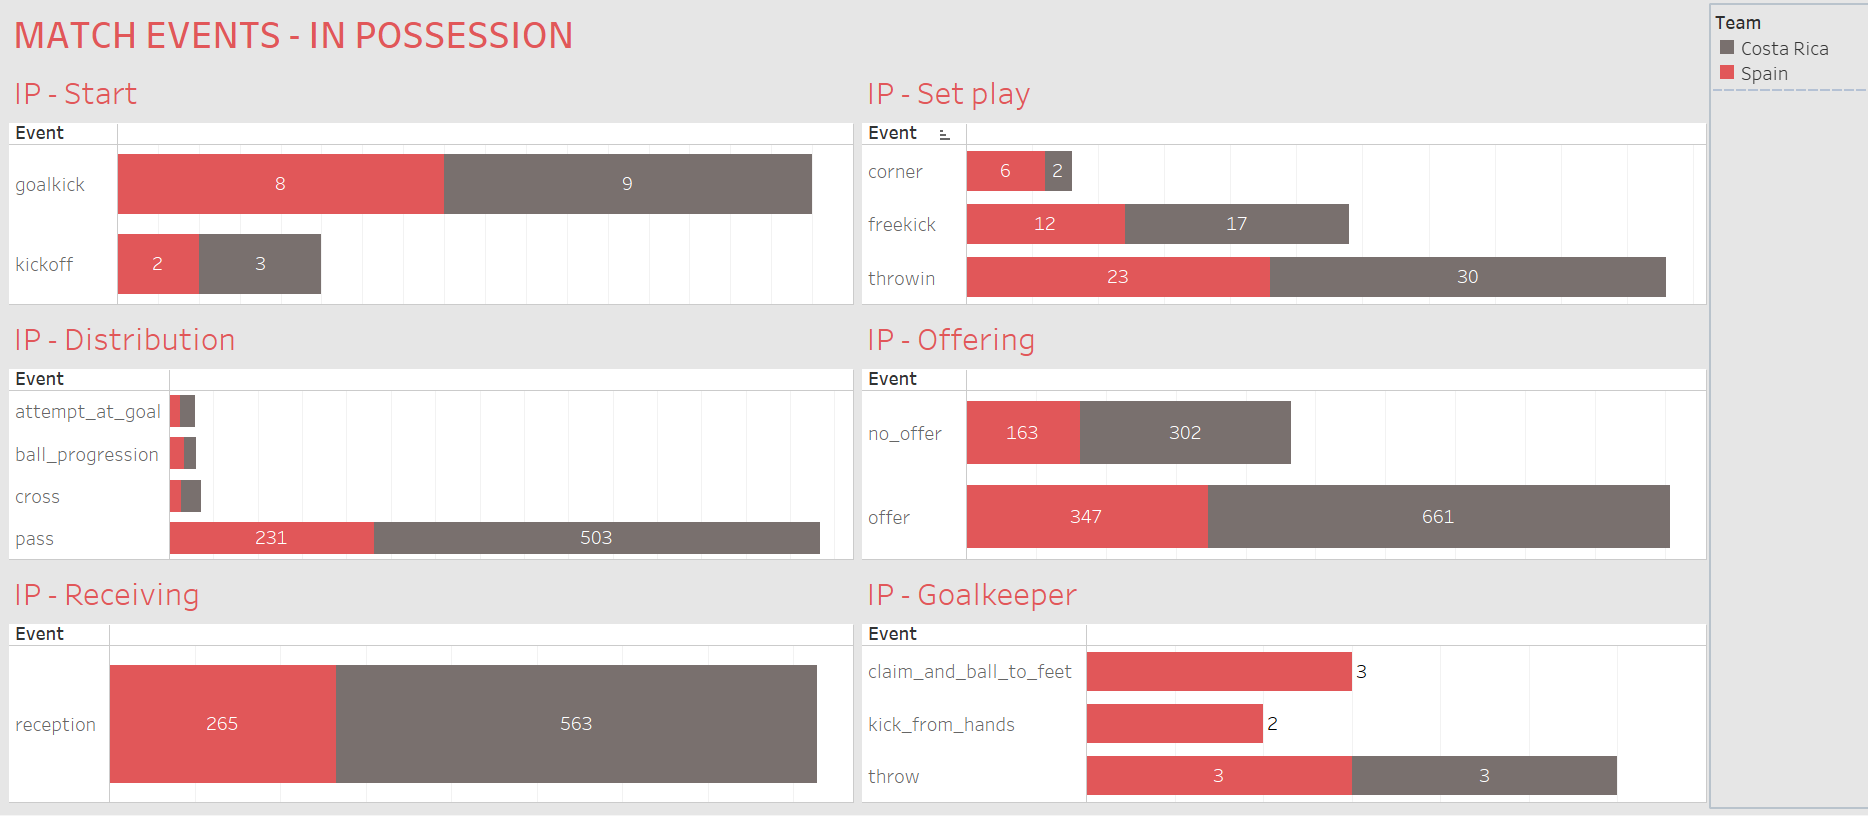 MATCH EVENTS - IN POSSESSION
Team
Costa Rica
Spain
IP - Start
Event
goalkick 8 9
kickoff 2 3
IP - Set play
Event
corner 6 2
freekick 12 17
throwin 23 30
IP - Distribution
Event
attempt_at_goal
ball_progression
cross
pass 231 503
IP - Offering
Event
no_offer 163 302
offer 347 661
IP - Receiving
Event
reception 265 563
IP - Goalkeeper
Event
claim_and_ball_to_feet 3
kick_from_hands 2
throw 3 3